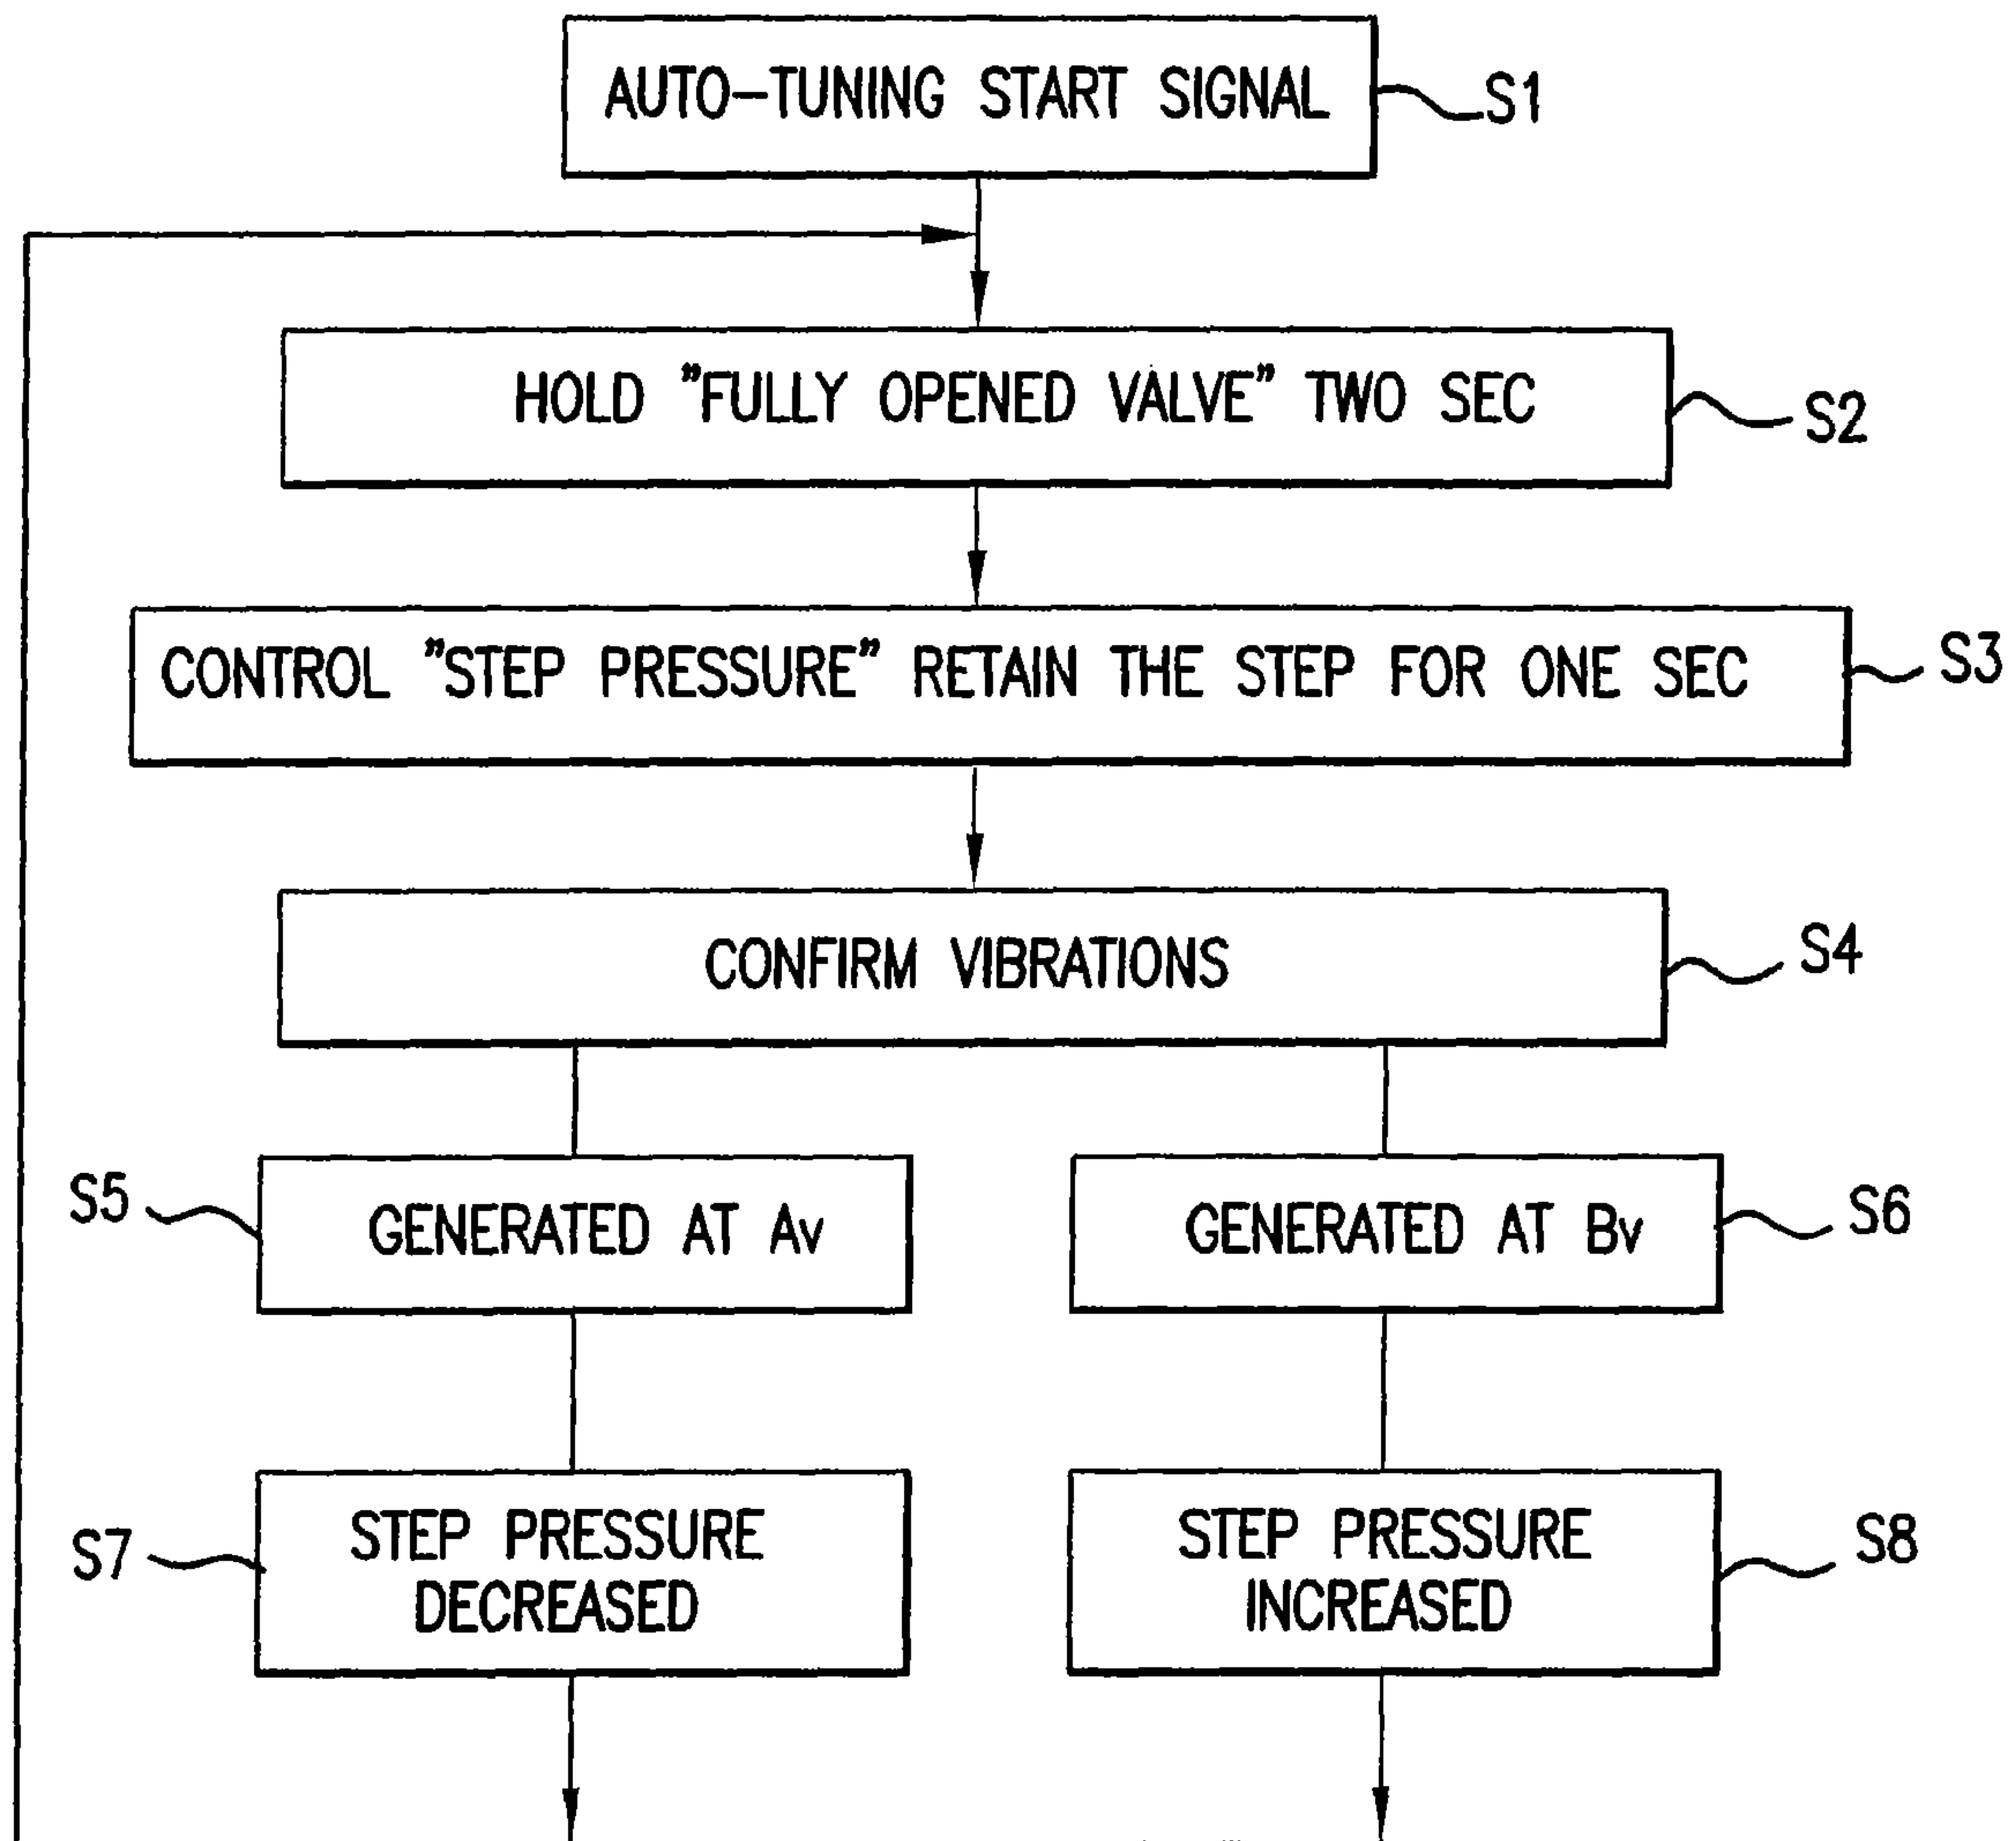 AUTO-TUNING START SIGNAL
S1
HOLD "FULLY OPENED VALVE" TWO SEC
S2
CONTROL "STEP PRESSURE" RETAIN THE STEP FOR ONE SEC
S3
CONFIRM VIBRATIONS
S4
S5
GENERATED AT Av
GENERATED AT Bv
S6
S7
STEP PRESSURE
DECREASED
STEP PRESSURE
INCREASED
S8